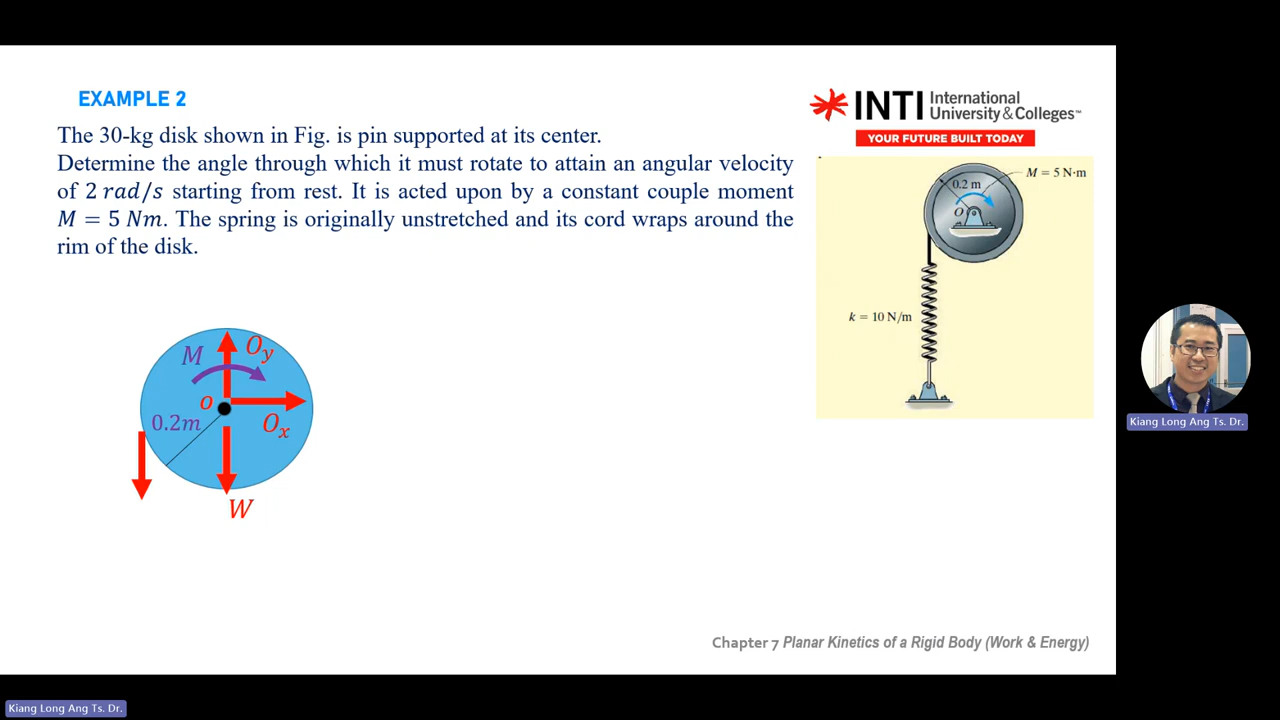 EXAMPLE 2
The 30-kg disk shown in Fig. is pin supported at its center.
Determine the angle through which it must rotate to attain an angular velocity
of 2 rad/s starting from rest. It is acted upon by a constant couple moment
M = 5 Nm. The spring is originally unstretched and its cord wraps around the
rim of the disk.
INTI International
University & Colleges™
YOUR FUTURE BUILT TODAY
M = 5 N·m
0.2 m
O
k = 10 N/m
M
O_y
o
0.2m
O_x
W
Kiang Long Ang Ts. Dr.
Chapter 7 Planar Kinetics of a Rigid Body (Work & Energy)
Kiang Long Ang Ts. Dr.